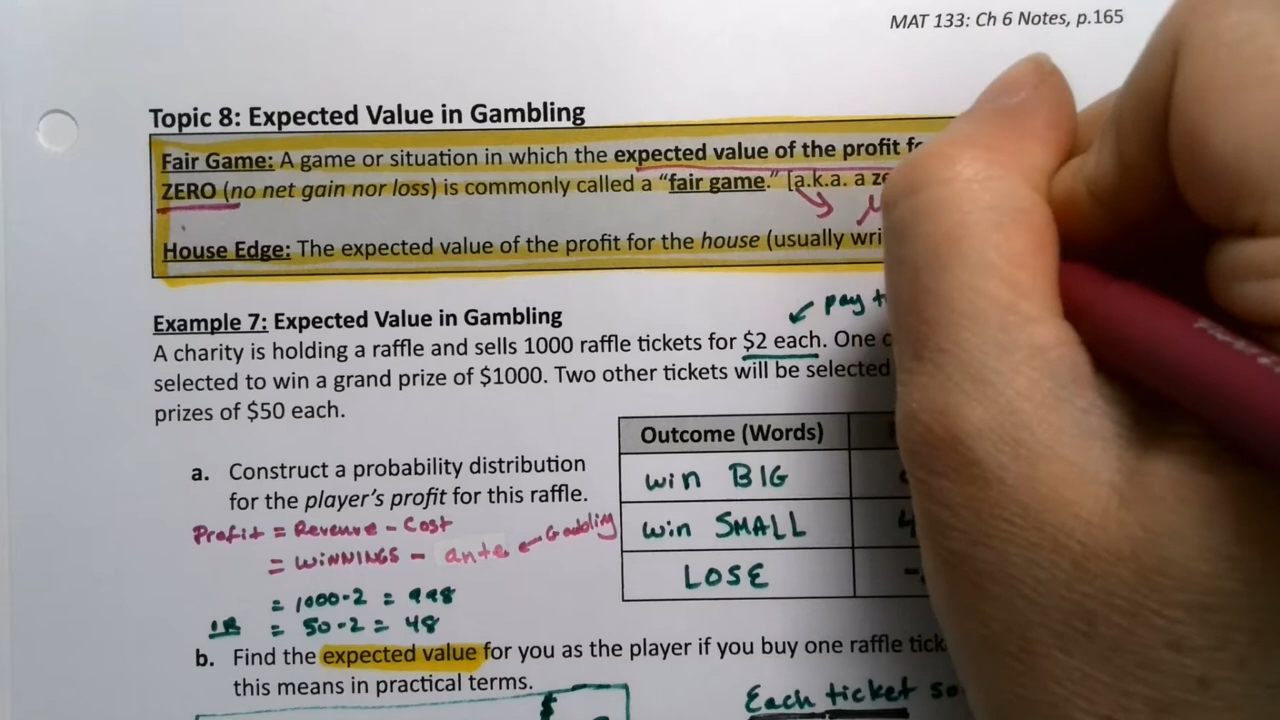 MAT 133: Ch 6 Notes, p.165
Topic 8: Expected Value in Gambling
Fair Game: A game or situation in which the expected value of the profit
ZERO (no net gain nor loss) is commonly called a “fair game.” [a.k.a. a
House Edge: The expected value of the profit for the house (usually
pay
Example 7: Expected Value in Gambling
A charity is holding a raffle and sells 1000 raffle tickets for $2 each. One
selected to win a grand prize of $1000. Two other tickets will be selected
prizes of $50 each.
Outcome (Words)
win BIG
win SMALL
LOSE
a. Construct a probability distribution
for the player’s profit for this raffle.
Profit = Revenue - Cost
= WINNINGS - ante ← Gambling
= 1000-2 = 998
OR = 50-2 = 48
b. Find the expected value for you as the player if you buy one raffle
this means in practical terms.
Each ticket